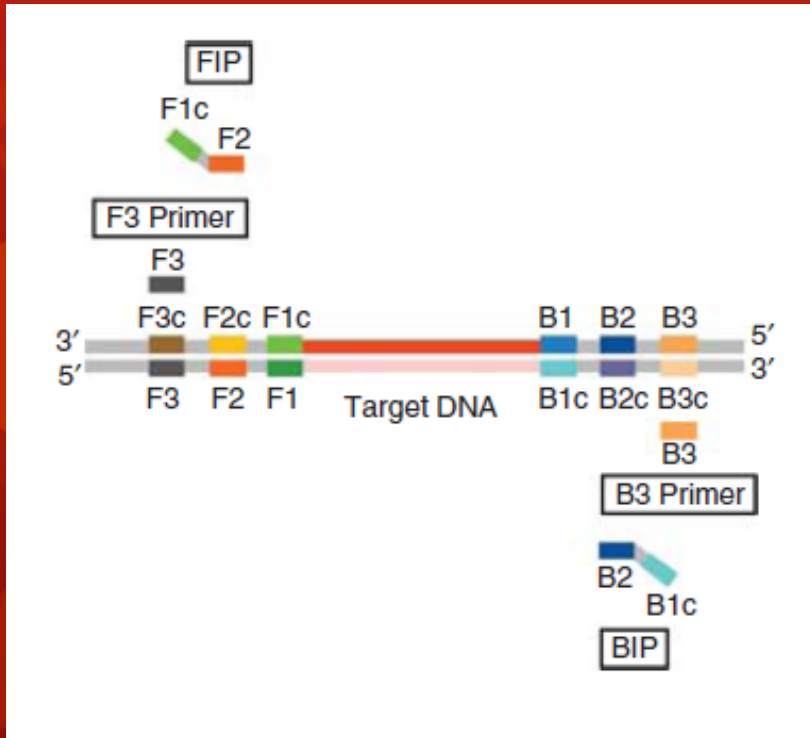 FIP
F1c
F2
F3 Primer
F3
F3c F2c F1c B1 B2 B3
3′ 5′
5′ 3′
F3 F2 F1 Target DNA B1c B2c B3c
B3
B3 Primer
B2
B1c
BIP